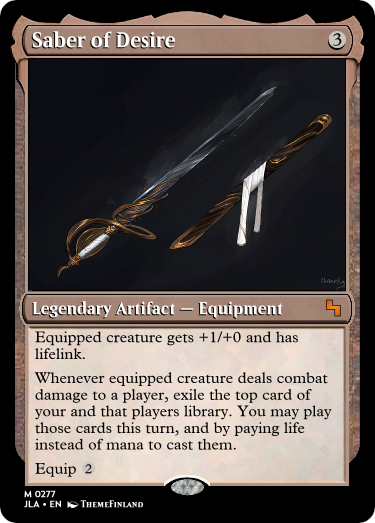 Saber of Desire 3
Legendary Artifact — Equipment
Equipped creature gets +1/+0 and has
lifelink.
Whenever equipped creature deals combat
damage to a player, exile the top card of
your and that players library. You may play
those cards this turn, and by paying life
instead of mana to cast them.
Equip 2
M 0277
JLA • EN ThemeFinland